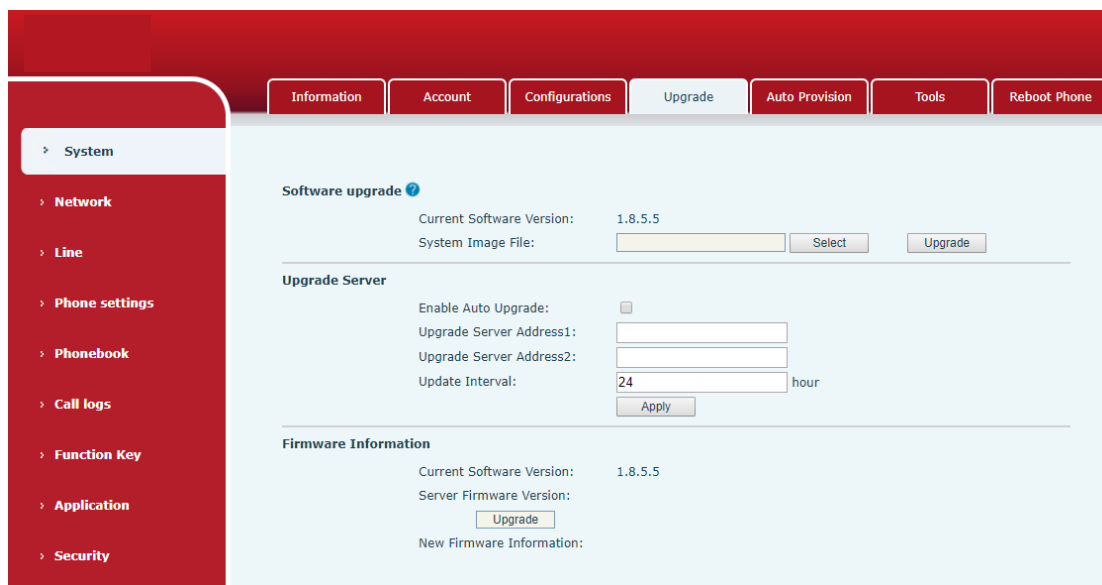 Information Account Configurations Upgrade Auto Provision Tools Reboot Phone
› System
› Network
› Line
› Phone settings
› Phonebook
› Call logs
› Function Key
› Application
› Security
Software upgrade ?
Current Software Version: 1.8.5.5
System Image File: Select Upgrade
Upgrade Server
Enable Auto Upgrade:
Upgrade Server Address1:
Upgrade Server Address2:
Update Interval: 24 hour
Apply
Firmware Information
Current Software Version: 1.8.5.5
Server Firmware Version:
Upgrade
New Firmware Information: